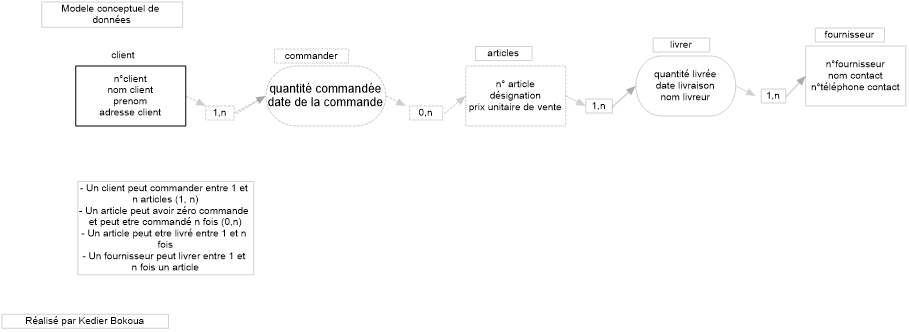 Modele conceptuel de
données
client
n°client
nom client
prenom
adresse client
1,n
commander
quantité commandée
date de la commande
0,n
articles
n° article
désignation
prix unitaire de vente
1,n
livrer
quantité livrée
date livraison
nom livreur
1,n
fournisseur
n°fournisseur
nom contact
n°téléphone contact
- Un client peut commander entre 1 et
n articles (1, n)
- Un article peut avoir zéro commande
et peut etre commandé n fois (0,n)
- Un article peut etre livré entre 1 et n
fois
- Un fournisseur peut livrer entre 1 et
n fois un article
Réalisé par Kedier Bokoua